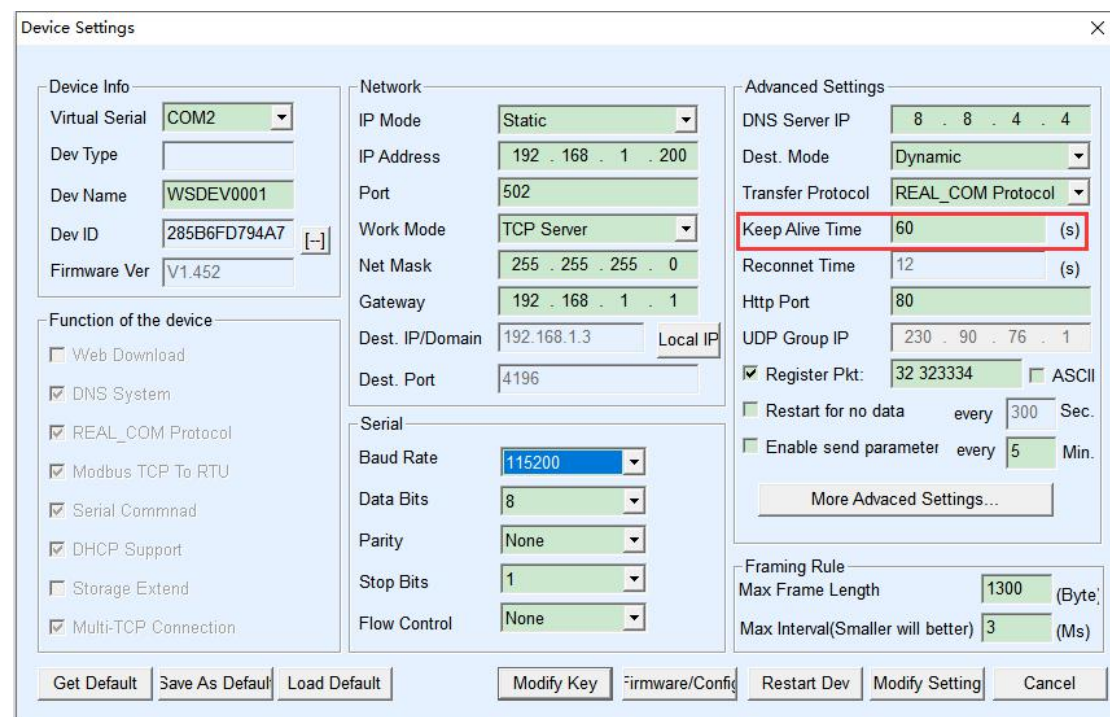 Device Settings
Device Info
Virtual Serial COM2
Dev Type
Dev Name WSDEV0001
Dev ID 285B6FD794A7 [--]
Firmware Ver V1.452
Function of the device
Web Download
DNS System
REAL_COM Protocol
Modbus TCP To RTU
Serial Commnad
DHCP Support
Storage Extend
Multi-TCP Connection
Network
IP Mode Static
IP Address 192 . 168 . 1 . 200
Port 502
Work Mode TCP Server
Net Mask 255 . 255 . 255 . 0
Gateway 192 . 168 . 1 . 1
Dest. IP/Domain 192.168.1.3 Local IP
Dest. Port 4196
Serial
Baud Rate 115200
Data Bits 8
Parity None
Stop Bits 1
Flow Control None
Advanced Settings
DNS Server IP 8 . 8 . 4 . 4
Dest. Mode Dynamic
Transfer Protocol REAL_COM Protocol
Keep Alive Time 60 (s)
Reconnet Time 12 (s)
Http Port 80
UDP Group IP 230 . 90 . 76 . 1
Register Pkt: 32 323334 ASCII
Restart for no data every 300 Sec.
Enable send parameter every 5 Min.
More Advaced Settings...
Framing Rule
Max Frame Length 1300 (Byte)
Max Interval(Smaller will better) 3 (Ms)
Get Default Save As Default Load Default Modify Key Firmware/Config Restart Dev Modify Setting Cancel